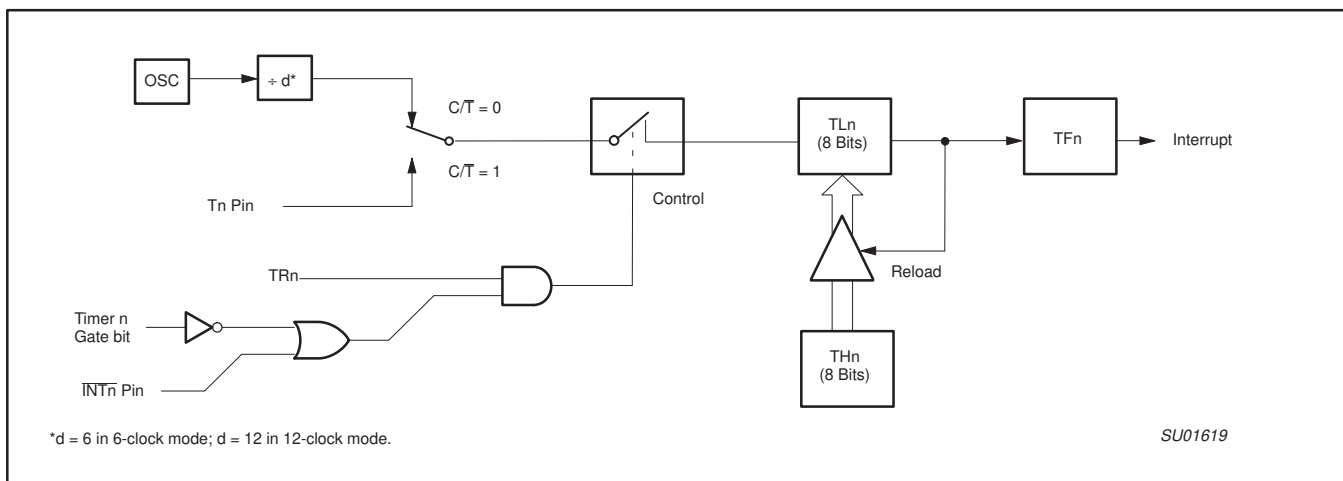 OSC
÷ d*
C/T̅ = 0
C/T̅ = 1
Tn Pin
Control
TLn
(8 Bits)
TFn
Interrupt
Reload
TRn
Timer n
Gate bit
I̅N̅T̅n̅ Pin
THn
(8 Bits)
*d = 6 in 6-clock mode; d = 12 in 12-clock mode.
SU01619